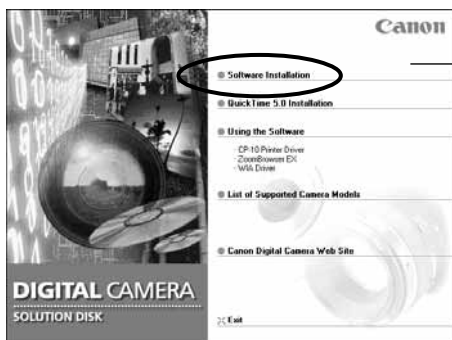 Canon
Software Installation
QuickTime 5.0 Installation
Using the Software
· CP-10 Printer Driver
· ZoomBrowser EX
· WIA Driver
List of Supported Camera Models
Canon Digital Camera Web Site
DIGITAL CAMERA
SOLUTION DISK
Exit